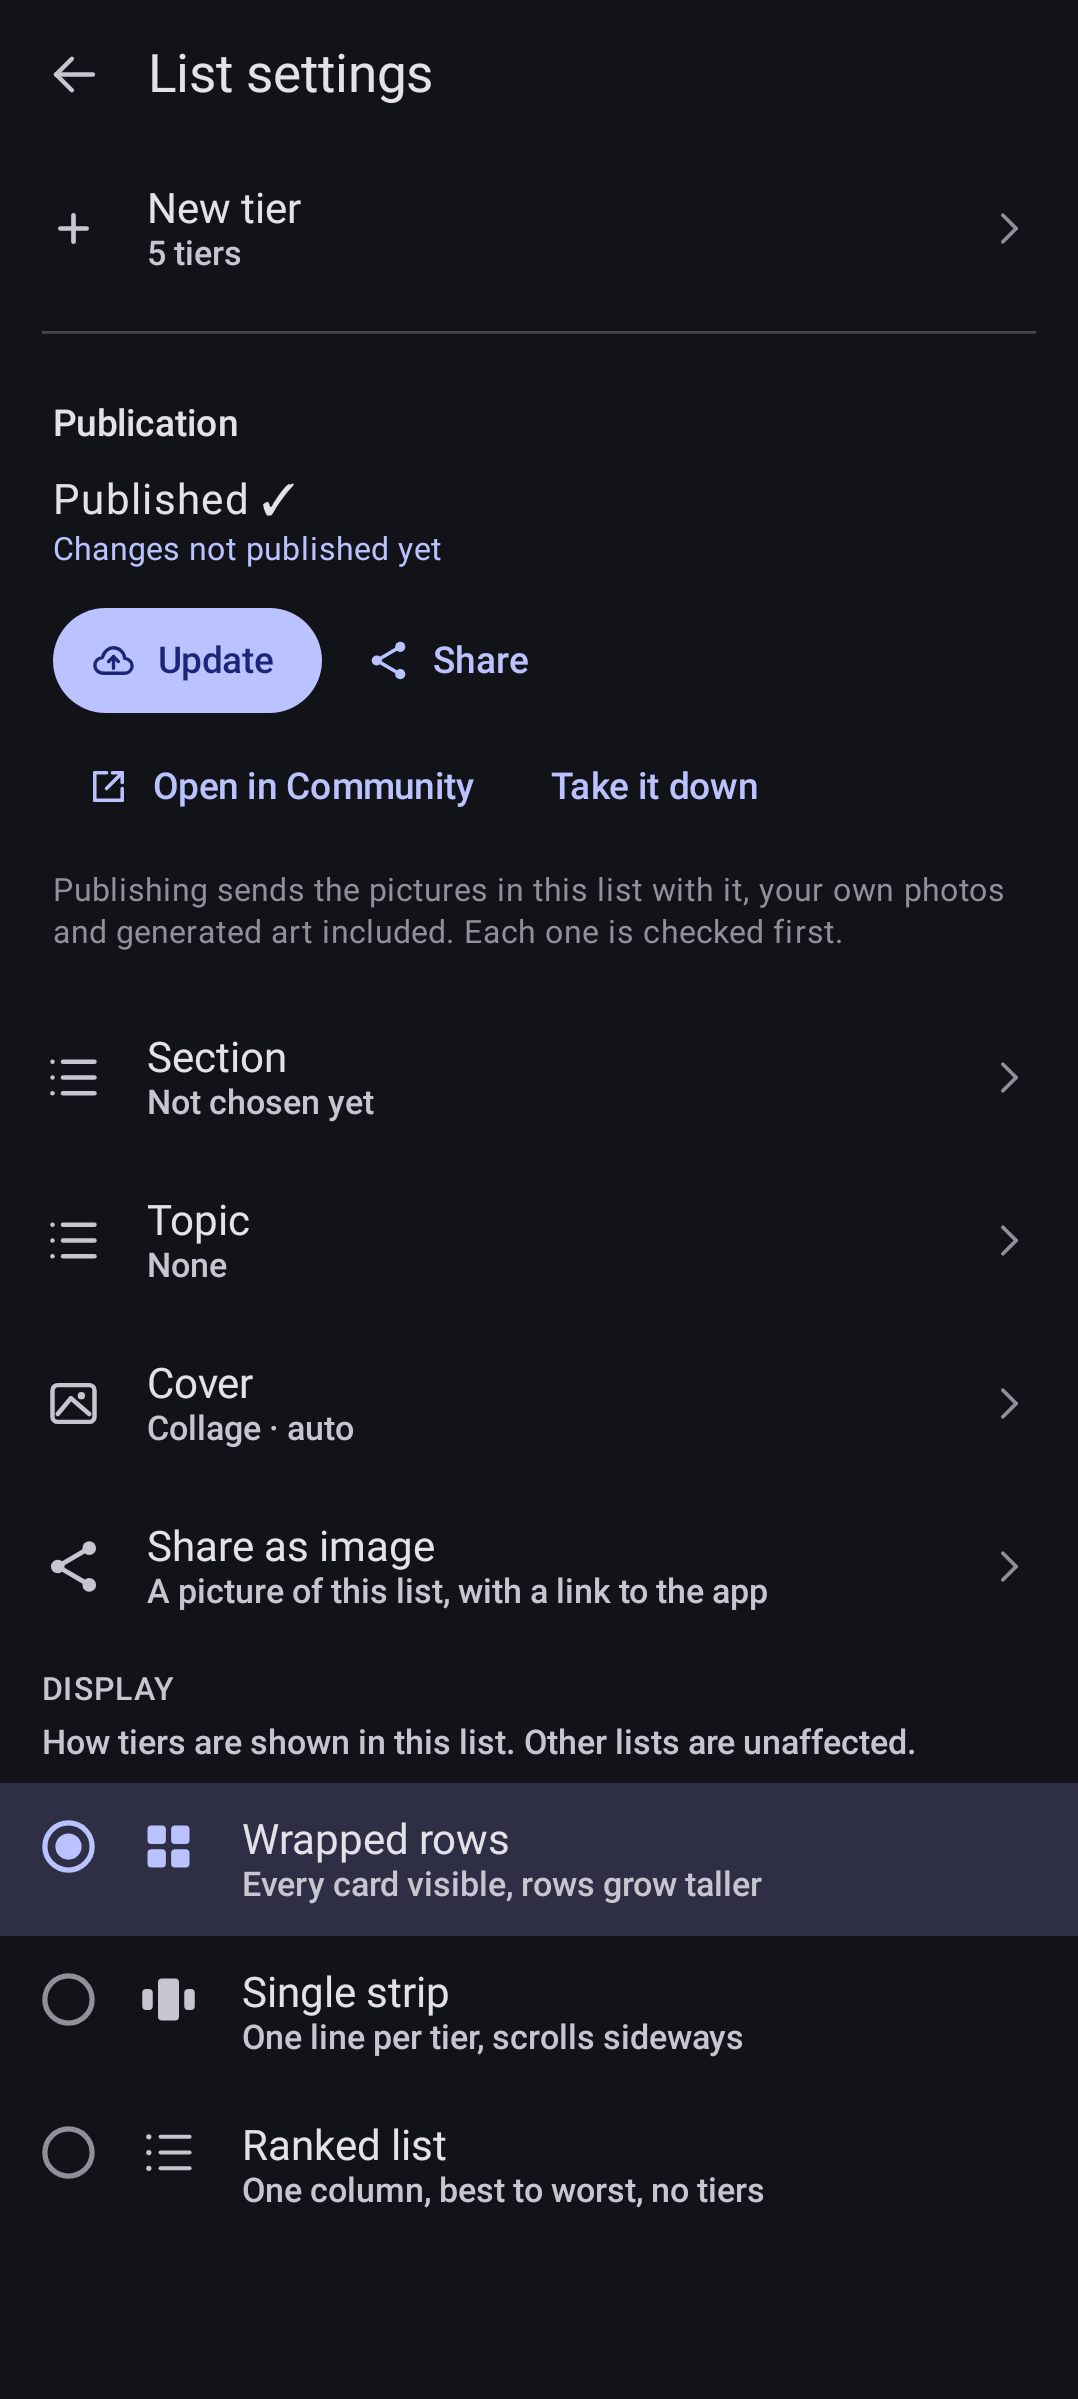 List settings
New tier
5 tiers
Publication
Published ✓
Changes not published yet
Update
Share
Open in Community
Take it down
Publishing sends the pictures in this list with it, your own photos
and generated art included. Each one is checked first.
Section
Not chosen yet
Topic
None
Cover
Collage · auto
Share as image
A picture of this list, with a link to the app
DISPLAY
How tiers are shown in this list. Other lists are unaffected.
Wrapped rows
Every card visible, rows grow taller
Single strip
One line per tier, scrolls sideways
Ranked list
One column, best to worst, no tiers